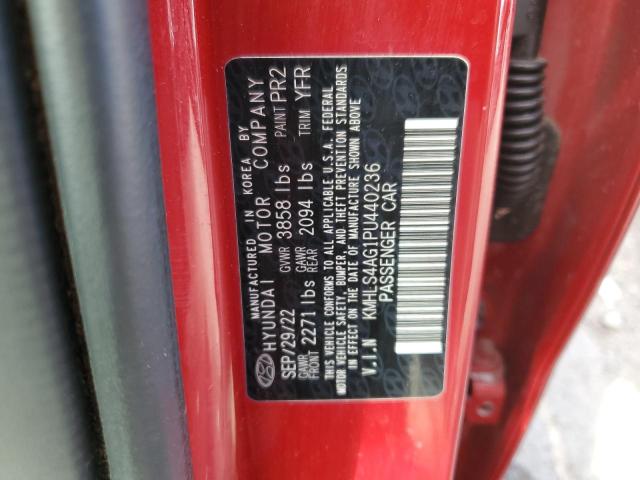 MANUFACTURED IN KOREA BY
HYUNDAI MOTOR COMPANY
SEP/29/22 GVWR 3858 lbs PAINT PR2
GAWR FRONT 2271 lbs GAWR REAR 2094 lbs TRIM YFR
THIS VEHICLE CONFORMS TO ALL APPLICABLE U.S.A. FEDERAL
MOTOR VEHICLE SAFETY, BUMPER, AND THEFT PREVENTION STANDARDS
IN EFFECT ON THE DATE OF MANUFACTURE SHOWN ABOVE
V.I.N KMHLS4AG1PU440236
PASSENGER CAR